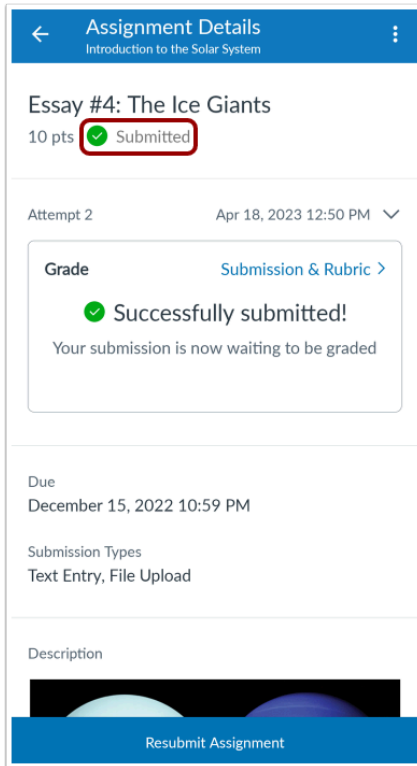 Assignment Details
Introduction to the Solar System
Essay #4: The Ice Giants
10 pts Submitted
Attempt 2 Apr 18, 2023 12:50 PM
Grade Submission & Rubric >
Successfully submitted!
Your submission is now waiting to be graded
Due
December 15, 2022 10:59 PM
Submission Types
Text Entry, File Upload
Description
Resubmit Assignment